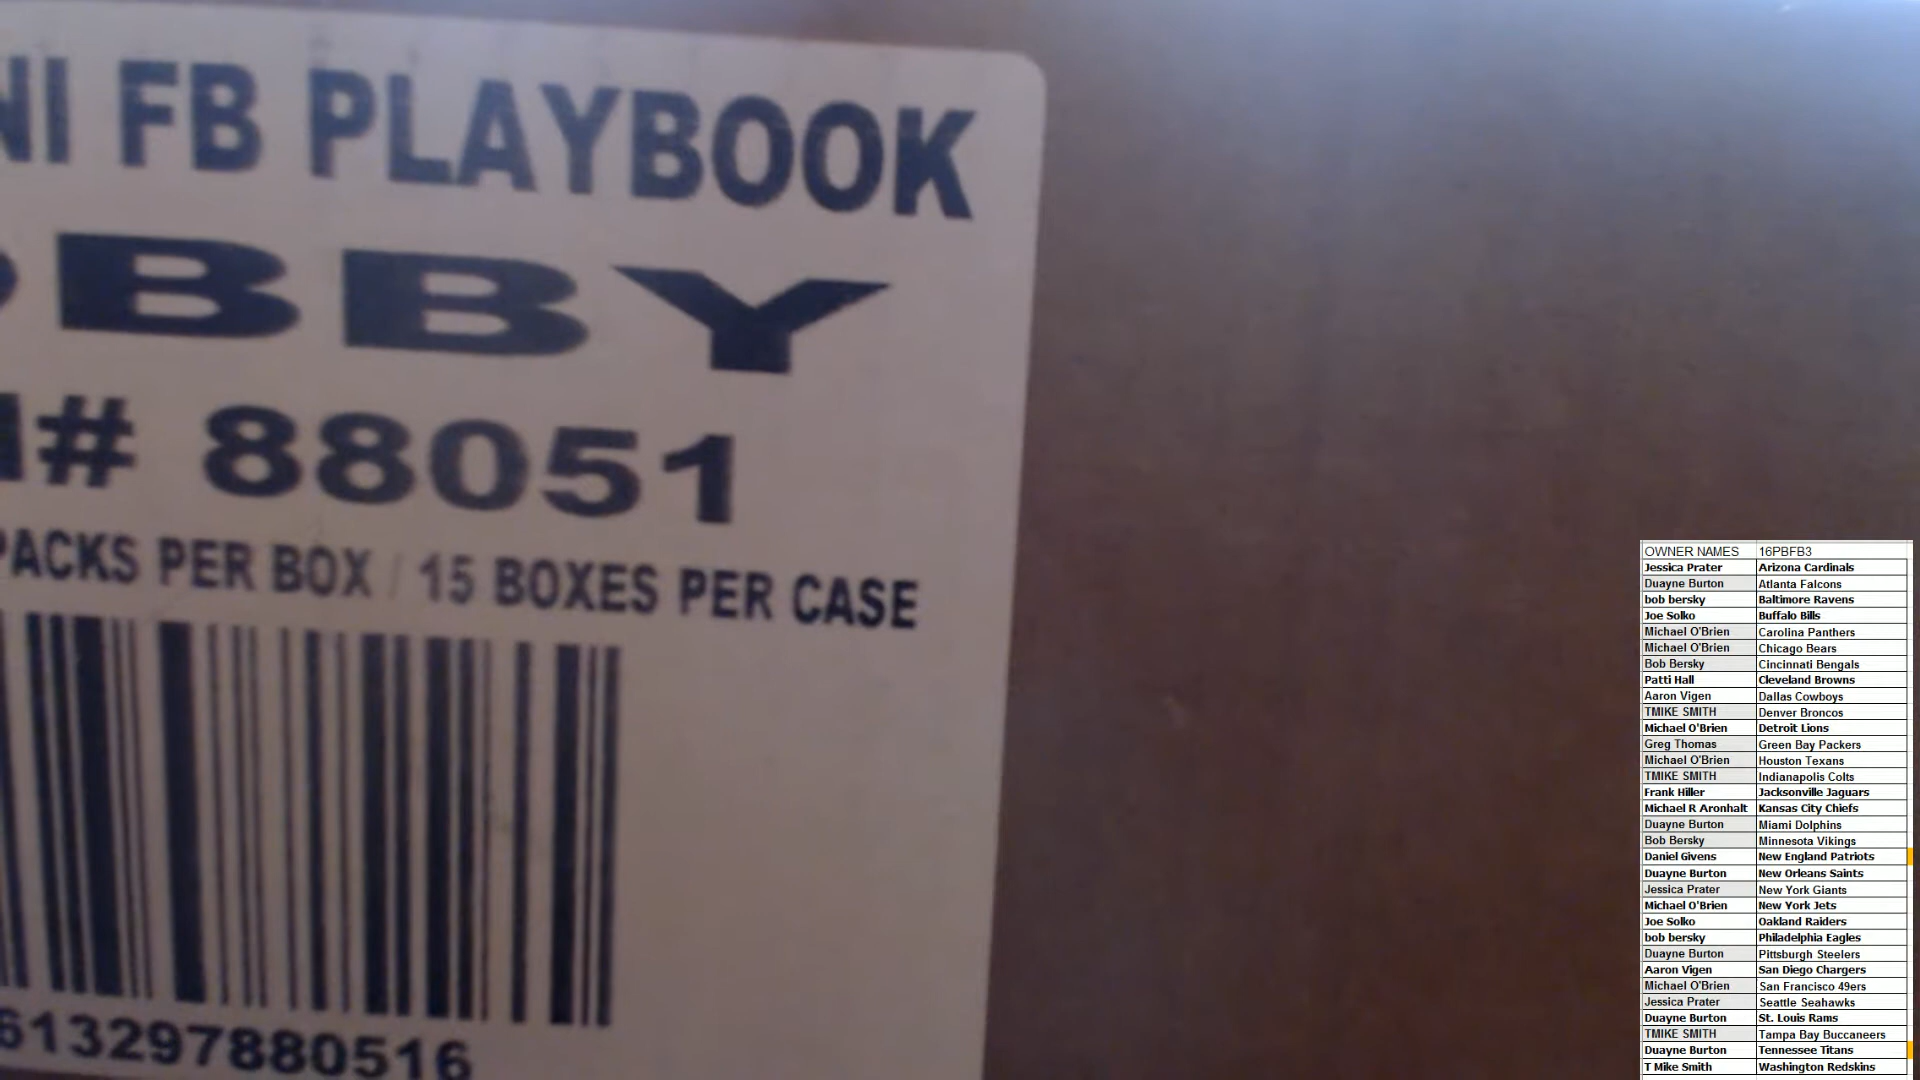 NI FB PLAYBOOK
BBY
# 88051
PACKS PER BOX / 15 BOXES PER CASE
613297880516
OWNER NAMES 16PBFB3
Jessica Prater Arizona Cardinals
Duayne Burton Atlanta Falcons
bob bersky Baltimore Ravens
Joe Solko Buffalo Bills
Michael O'Brien Carolina Panthers
Michael O'Brien Chicago Bears
Bob Bersky Cincinnati Bengals
Patti Hall Cleveland Browns
Aaron Vigen Dallas Cowboys
TMIKE SMITH Denver Broncos
Michael O'Brien Detroit Lions
Greg Thomas Green Bay Packers
Michael O'Brien Houston Texans
TMIKE SMITH Indianapolis Colts
Frank Hiller Jacksonville Jaguars
Michael R Aronhalt Kansas City Chiefs
Duayne Burton Miami Dolphins
Bob Bersky Minnesota Vikings
Daniel Givens New England Patriots
Duayne Burton New Orleans Saints
Jessica Prater New York Giants
Michael O'Brien New York Jets
Joe Solko Oakland Raiders
bob bersky Philadelphia Eagles
Duayne Burton Pittsburgh Steelers
Aaron Vigen San Diego Chargers
Michael O'Brien San Francisco 49ers
Jessica Prater Seattle Seahawks
Duayne Burton St. Louis Rams
TMIKE SMITH Tampa Bay Buccaneers
Duayne Burton Tennessee Titans
T Mike Smith Washington Redskins